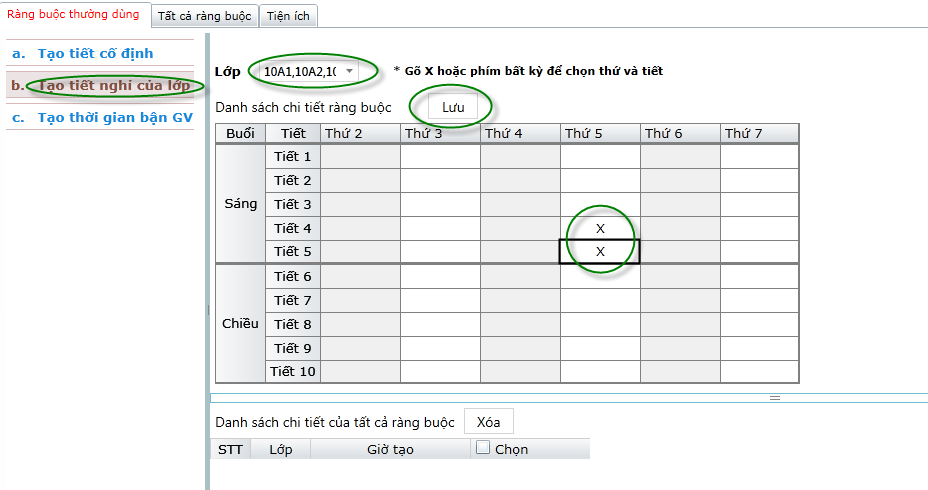 Ràng buộc thường dùng Tất cả ràng buộc Tiện ích
a. Tạo tiết cố định
b. Tạo tiết nghỉ của lớp
c. Tạo thời gian bận GV
Lớp 10A1,10A2,1( * Gõ X hoặc phím bất kỳ để chọn thứ và tiết
Danh sách chi tiết ràng buộc Lưu
Buổi Tiết Thứ 2 Thứ 3 Thứ 4 Thứ 5 Thứ 6 Thứ 7
Tiết 1
Tiết 2
Sáng Tiết 3
Tiết 4 X
Tiết 5 X
Tiết 6
Tiết 7
Chiều Tiết 8
Tiết 9
Tiết 10
Danh sách chi tiết của tất cả ràng buộc Xóa
STT Lớp Giờ tạo Chọn